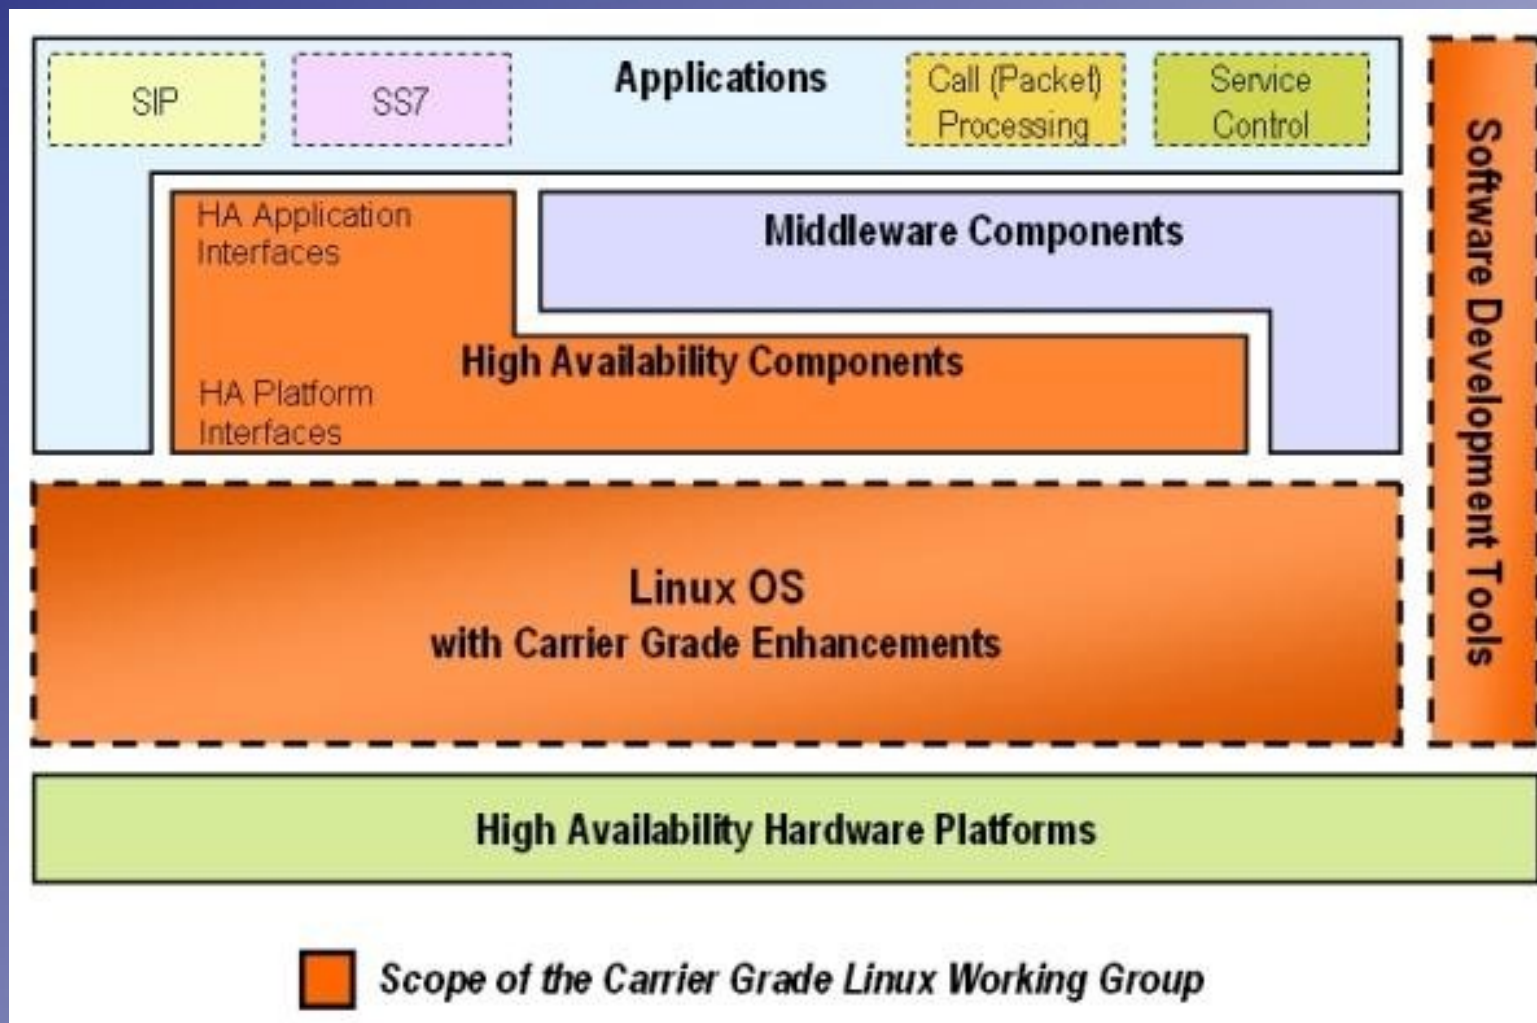 SIP
SS7
Applications
Call (Packet)
Processing
Service
Control
HA Application
Interfaces
Middleware Components
High Availability Components
HA Platform
Interfaces
Linux OS
with Carrier Grade Enhancements
Software Development Tools
High Availability Hardware Platforms
Scope of the Carrier Grade Linux Working Group